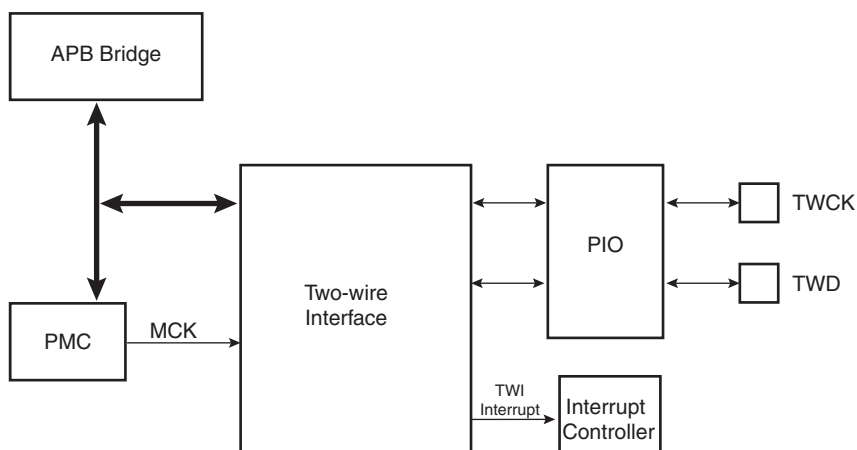 APB Bridge
TWCK
PIO
TWD
Two-wire
Interface
PMC
MCK
TWI
Interrupt
Interrupt
Controller